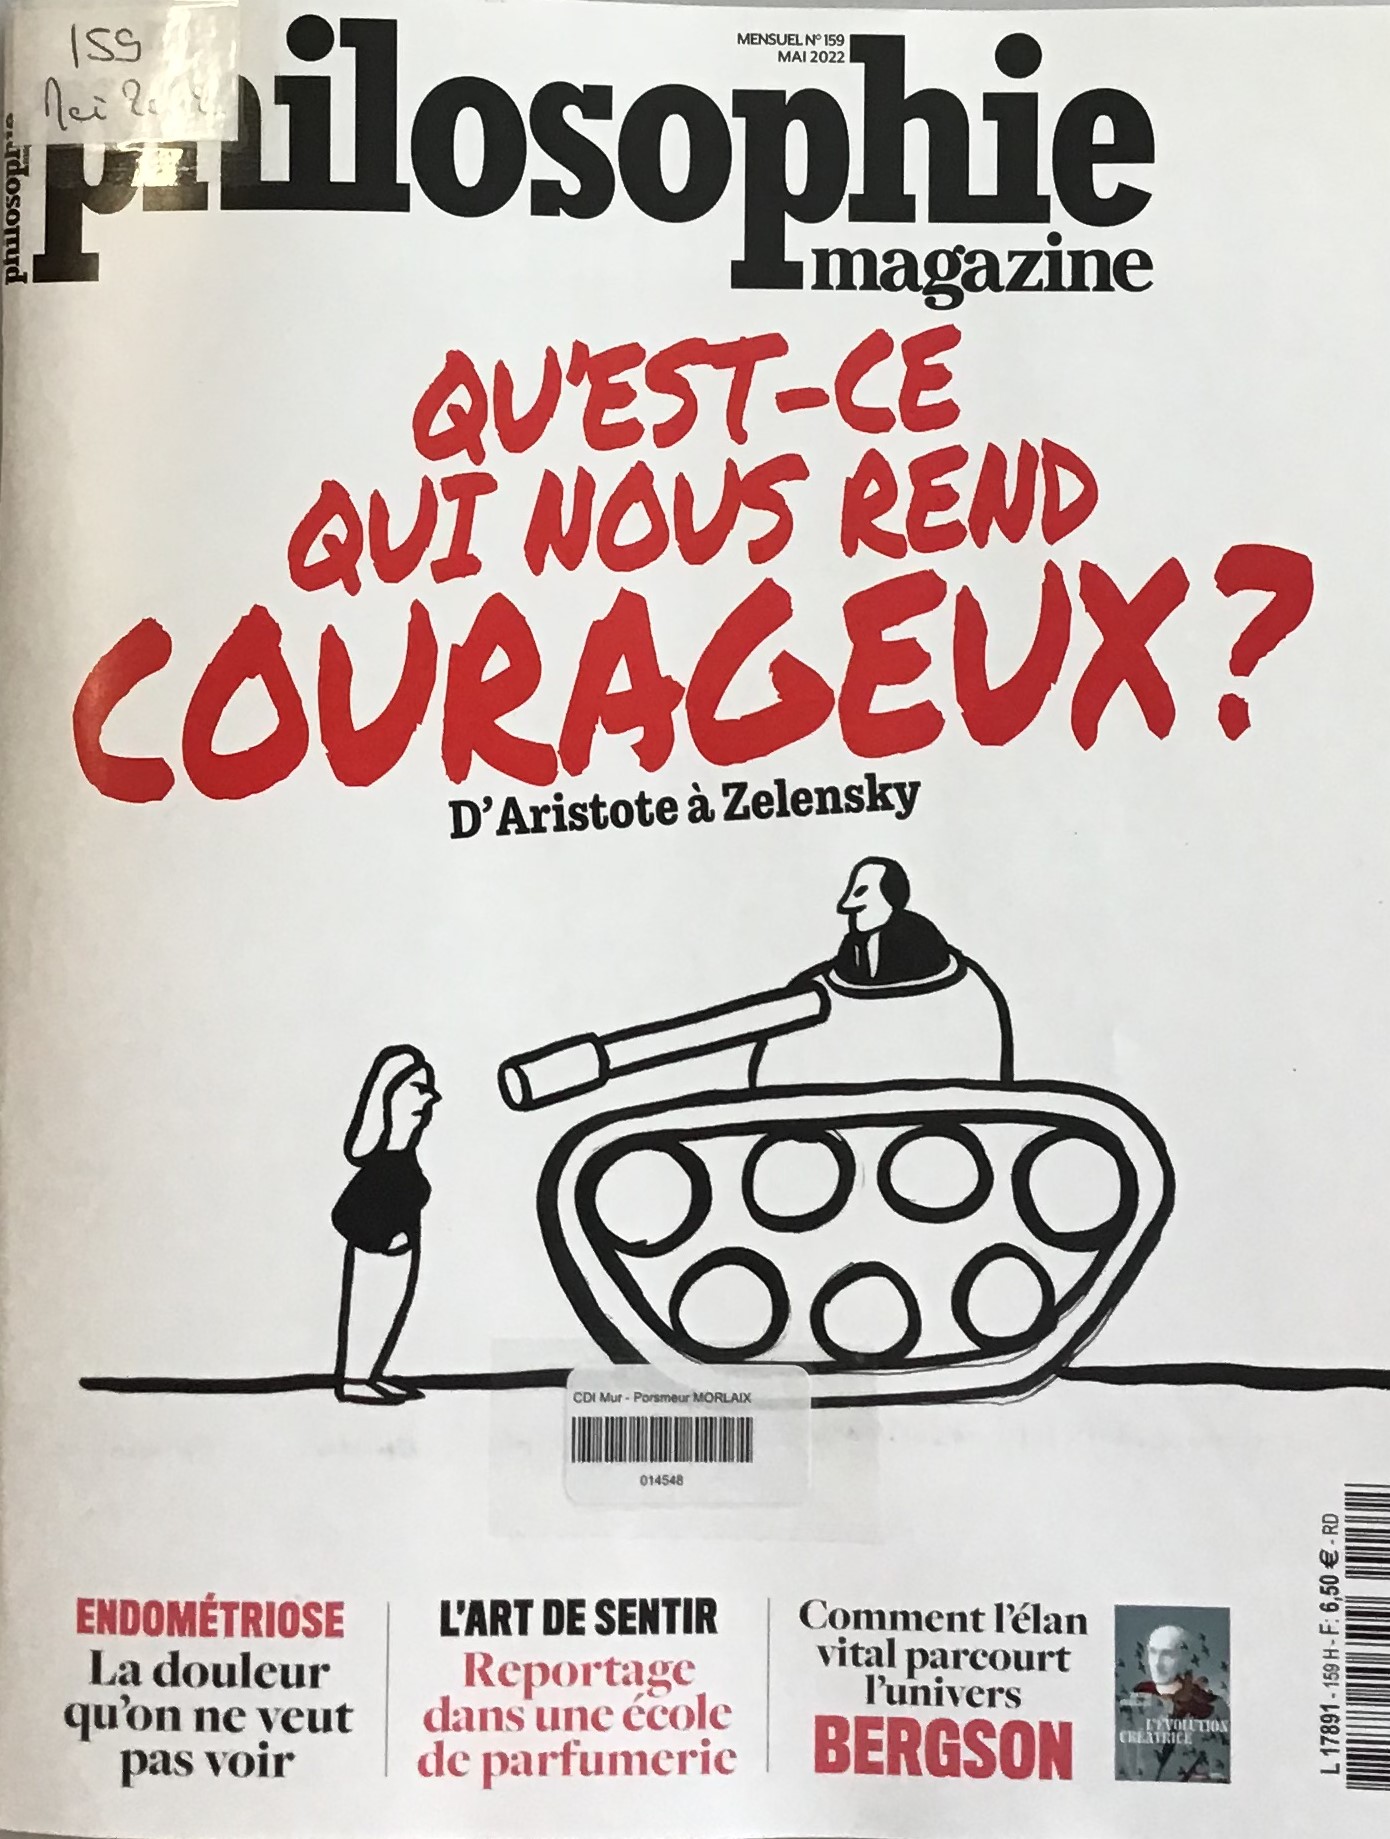 159
Mai
philosophie
MENSUEL N° 159
MAI 2022
philosophie
magazine
QU'EST-CE
QUI NOUS REND
COURAGEUX ?
D'Aristote à Zelensky
CDI Mur - Porsmeur MORLAIX
014548
ENDOMÉTRIOSE
La douleur
qu'on ne veut
pas voir
L'ART DE SENTIR
Reportage
dans une école
de parfumerie
Comment l'élan
vital parcourt
l'univers
BERGSON
L'ÉVOLUTION
CRÉATRICE
L 17891 - 159 H - F: 6,50 € - RD